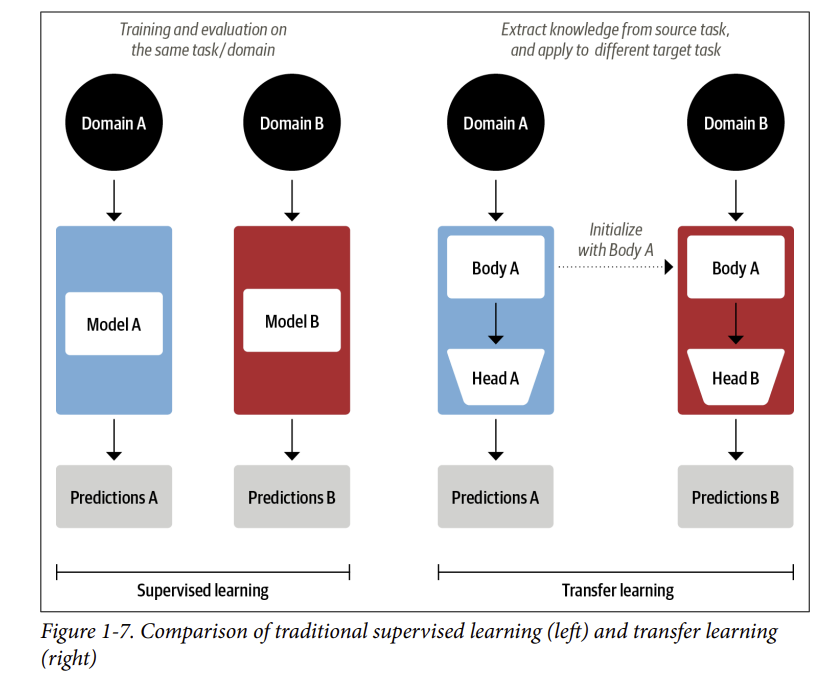 Training and evaluation on
the same task/domain
Extract knowledge from source task,
and apply to different target task
Domain A
Domain B
Domain A
Domain B
Initialize
with Body A
Model A
Model B
Body A
Body A
Head A
Head B
Predictions A
Predictions B
Predictions A
Predictions B
Supervised learning
Transfer learning
Figure 1-7. Comparison of traditional supervised learning (left) and transfer learning
(right)